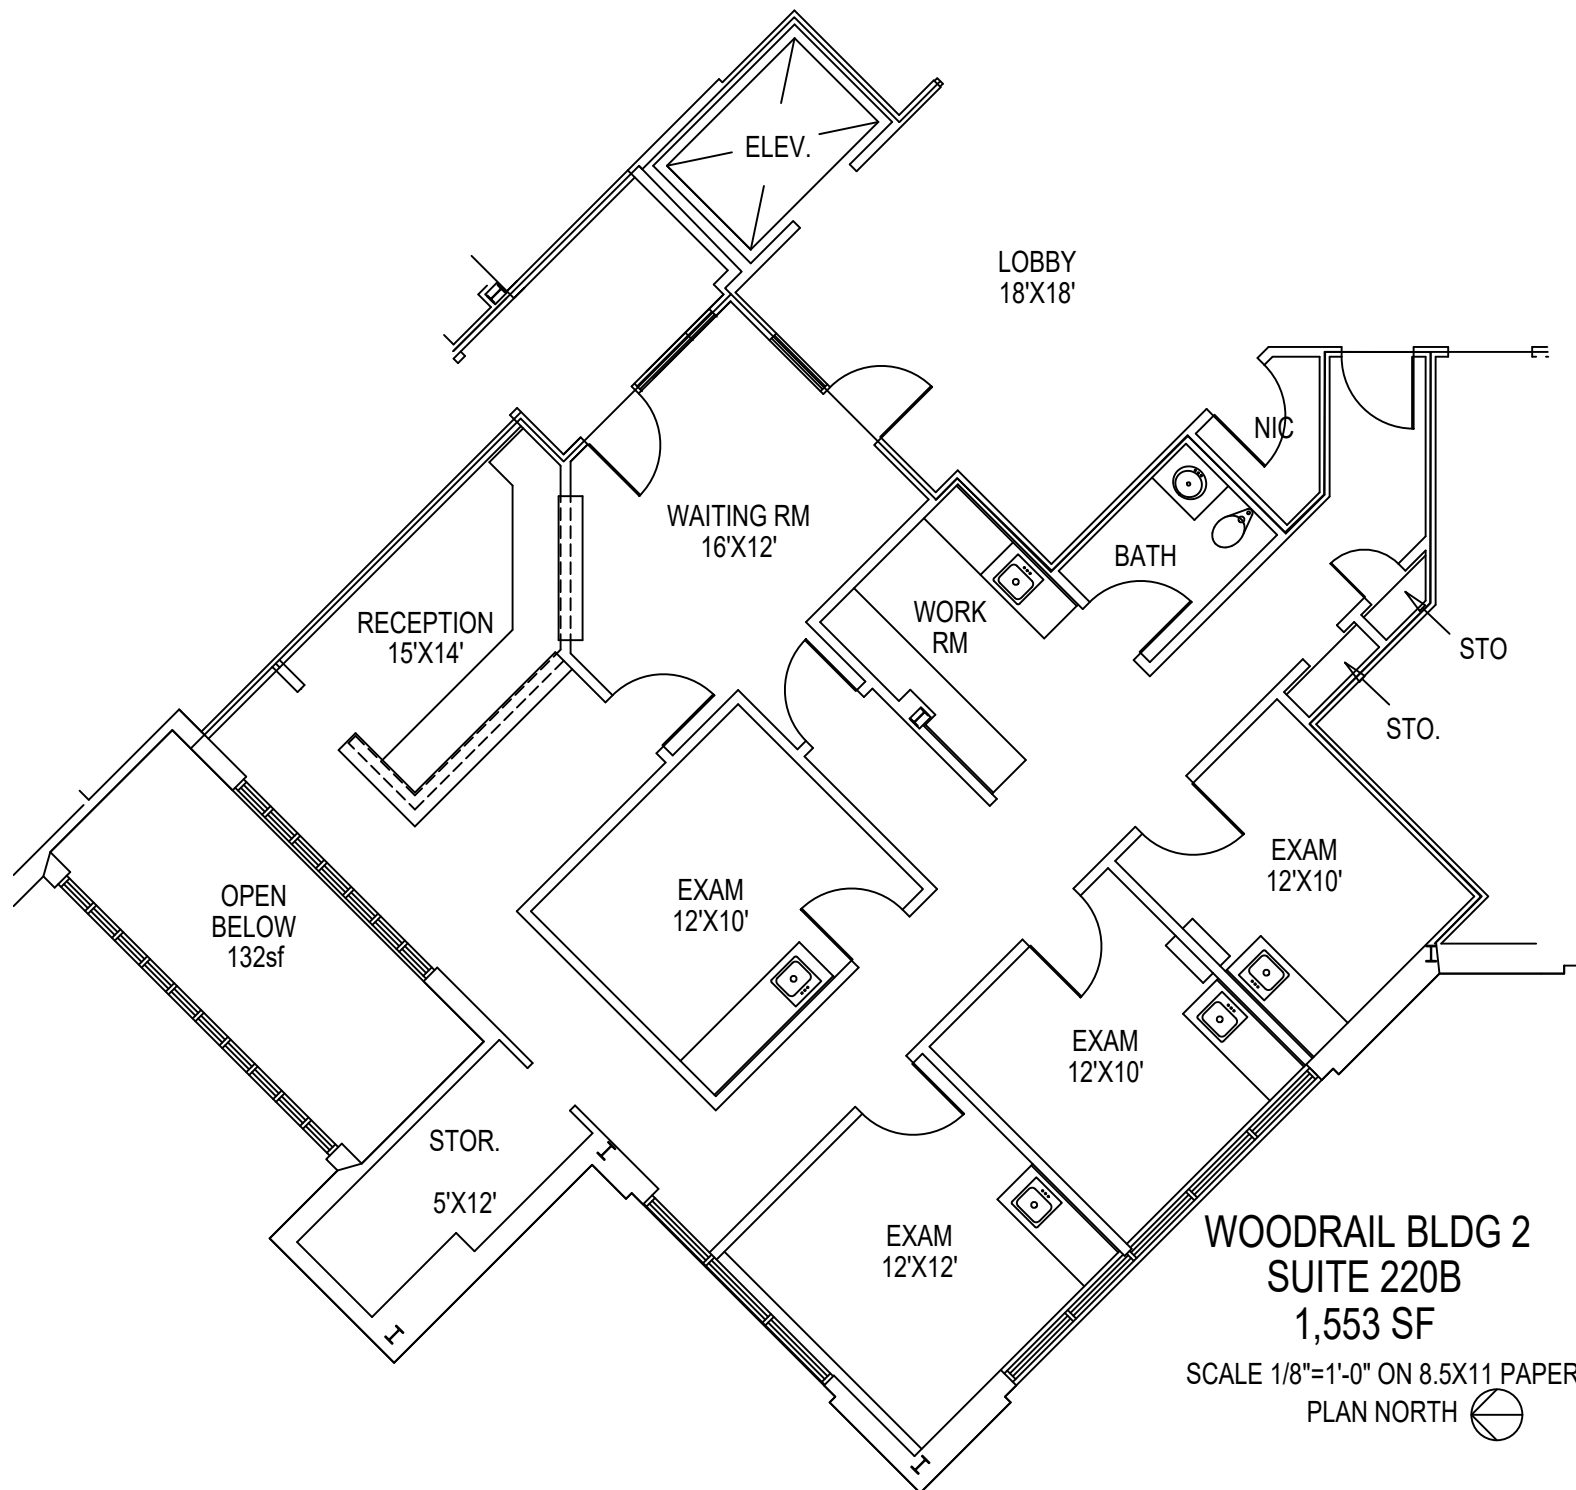 ELEV.
LOBBY
18'X18'
NIC
WAITING RM
16'X12'
BATH
RECEPTION
15'X14'
WORK
RM
STO
STO.
EXAM
12'X10'
EXAM
12'X10'
OPEN
BELOW
132sf
EXAM
12'X10'
STOR.
5'X12'
EXAM
12'X12'
WOODRAIL BLDG 2
SUITE 220B
1,553 SF
SCALE 1/8"=1'-0" ON 8.5X11 PAPER
PLAN NORTH